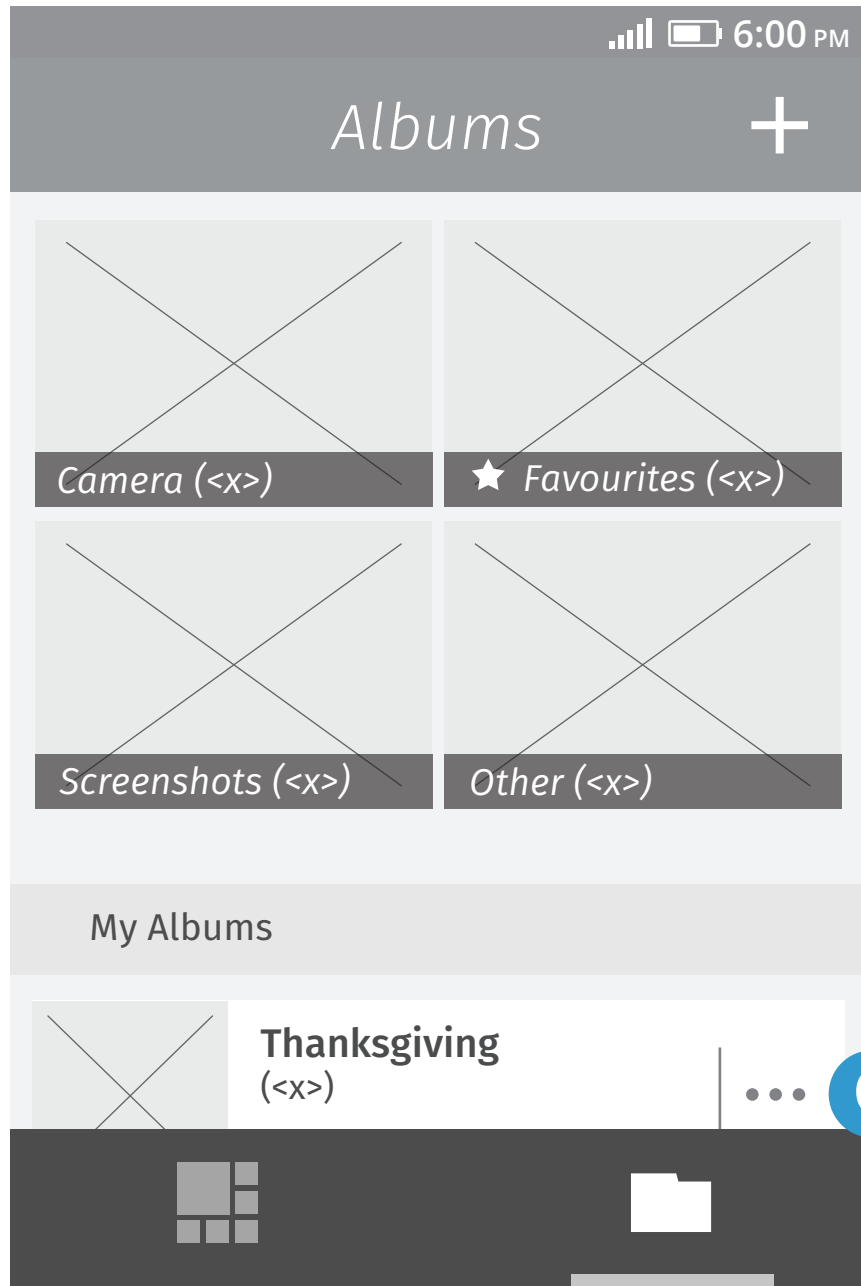 6:00 PM
Albums
Camera (<x>)
Favourites (<x>)
Screenshots (<x>)
Other (<x>)
My Albums
Thanksgiving
(<x>)